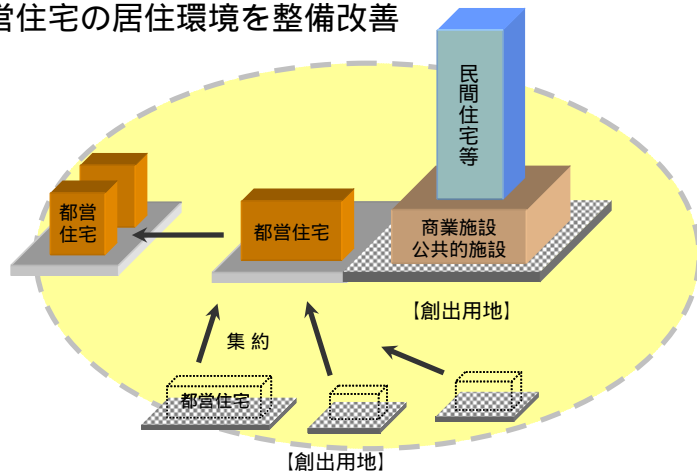 営住宅の居住環境を整備改善
民間住宅等
都営
住宅
都営住宅
商業施設
公共的施設
【創出用地】
集 約
都営住宅
【創出用地】